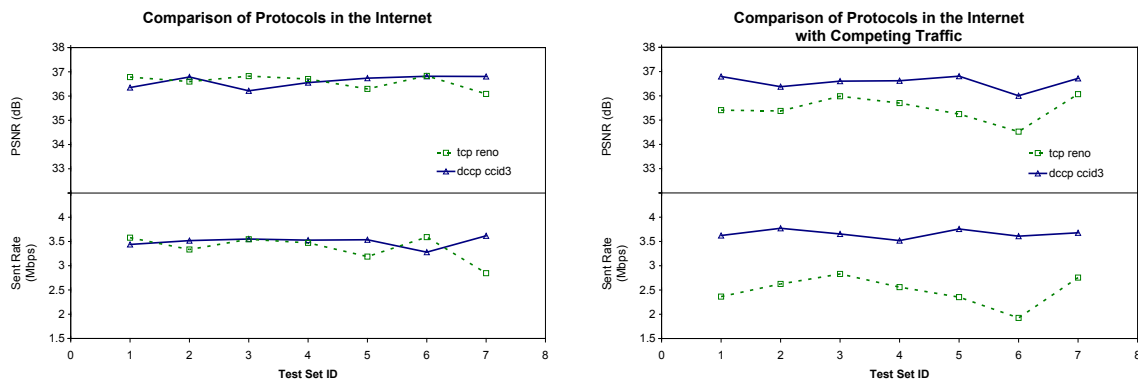 Comparison of Protocols in the Internet
38
37
36
35
34
33
PSNR (dB)
tcp reno
dccp ccid3
4
3.5
3
2.5
2
1.5
Sent Rate
(Mbps)
0 1 2 3 4 5 6 7 8
Test Set ID
Comparison of Protocols in the Internet
with Competing Traffic
38
37
36
35
34
33
PSNR (dB)
tcp reno
dccp ccid3
4
3.5
3
2.5
2
1.5
Sent Rate
(Mbps)
0 1 2 3 4 5 6 7 8
Test Set ID